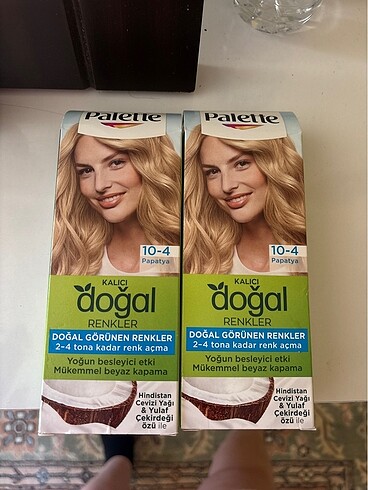 Palette
10-4
Papatya
KALICI
doğal
RENKLER
DOĞAL GÖRÜNEN RENKLER
2-4 tona kadar renk açma
Yoğun besleyici etki
Mükemmel beyaz kapama
Hindistan
Cevizi Yağı
& Yulaf
Çekirdeği
özü ile
Palette
10-4
Papatya
KALICI
doğal
RENKLER
DOĞAL GÖRÜNEN RENKLER
2-4 tona kadar renk açma
Yoğun besleyici etki
Mükemmel beyaz kapama
Hindistan
Cevizi Yağı
& Yulaf
Çekirdeği
özü ile